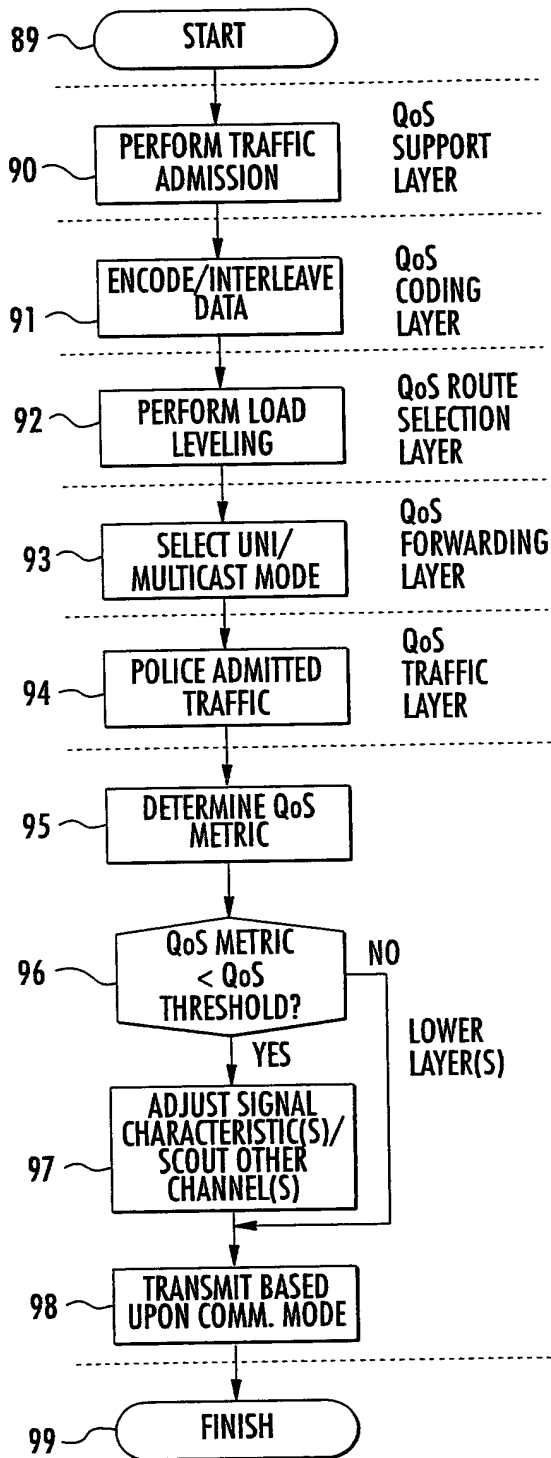 89
START
90
PERFORM TRAFFIC
ADMISSION
QoS
SUPPORT
LAYER
91
ENCODE/INTERLEAVE
DATA
QoS
CODING
LAYER
92
PERFORM LOAD
LEVELING
QoS ROUTE
SELECTION
LAYER
93
SELECT UNI/
MULTICAST MODE
QoS
FORWARDING
LAYER
94
POLICE ADMITTED
TRAFFIC
QoS
TRAFFIC
LAYER
95
DETERMINE QoS
METRIC
96
QoS METRIC
< QoS
THRESHOLD?
NO
YES
LOWER
LAYER(S)
97
ADJUST SIGNAL
CHARACTERISTIC(S)/
SCOUT OTHER
CHANNEL(S)
98
TRANSMIT BASED
UPON COMM. MODE
99
FINISH